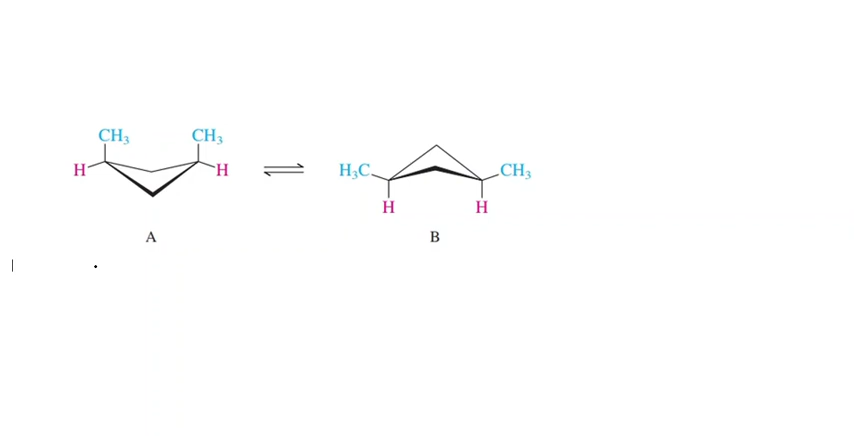 CH₃ CH₃
H H H₃C CH₃
H H
A B